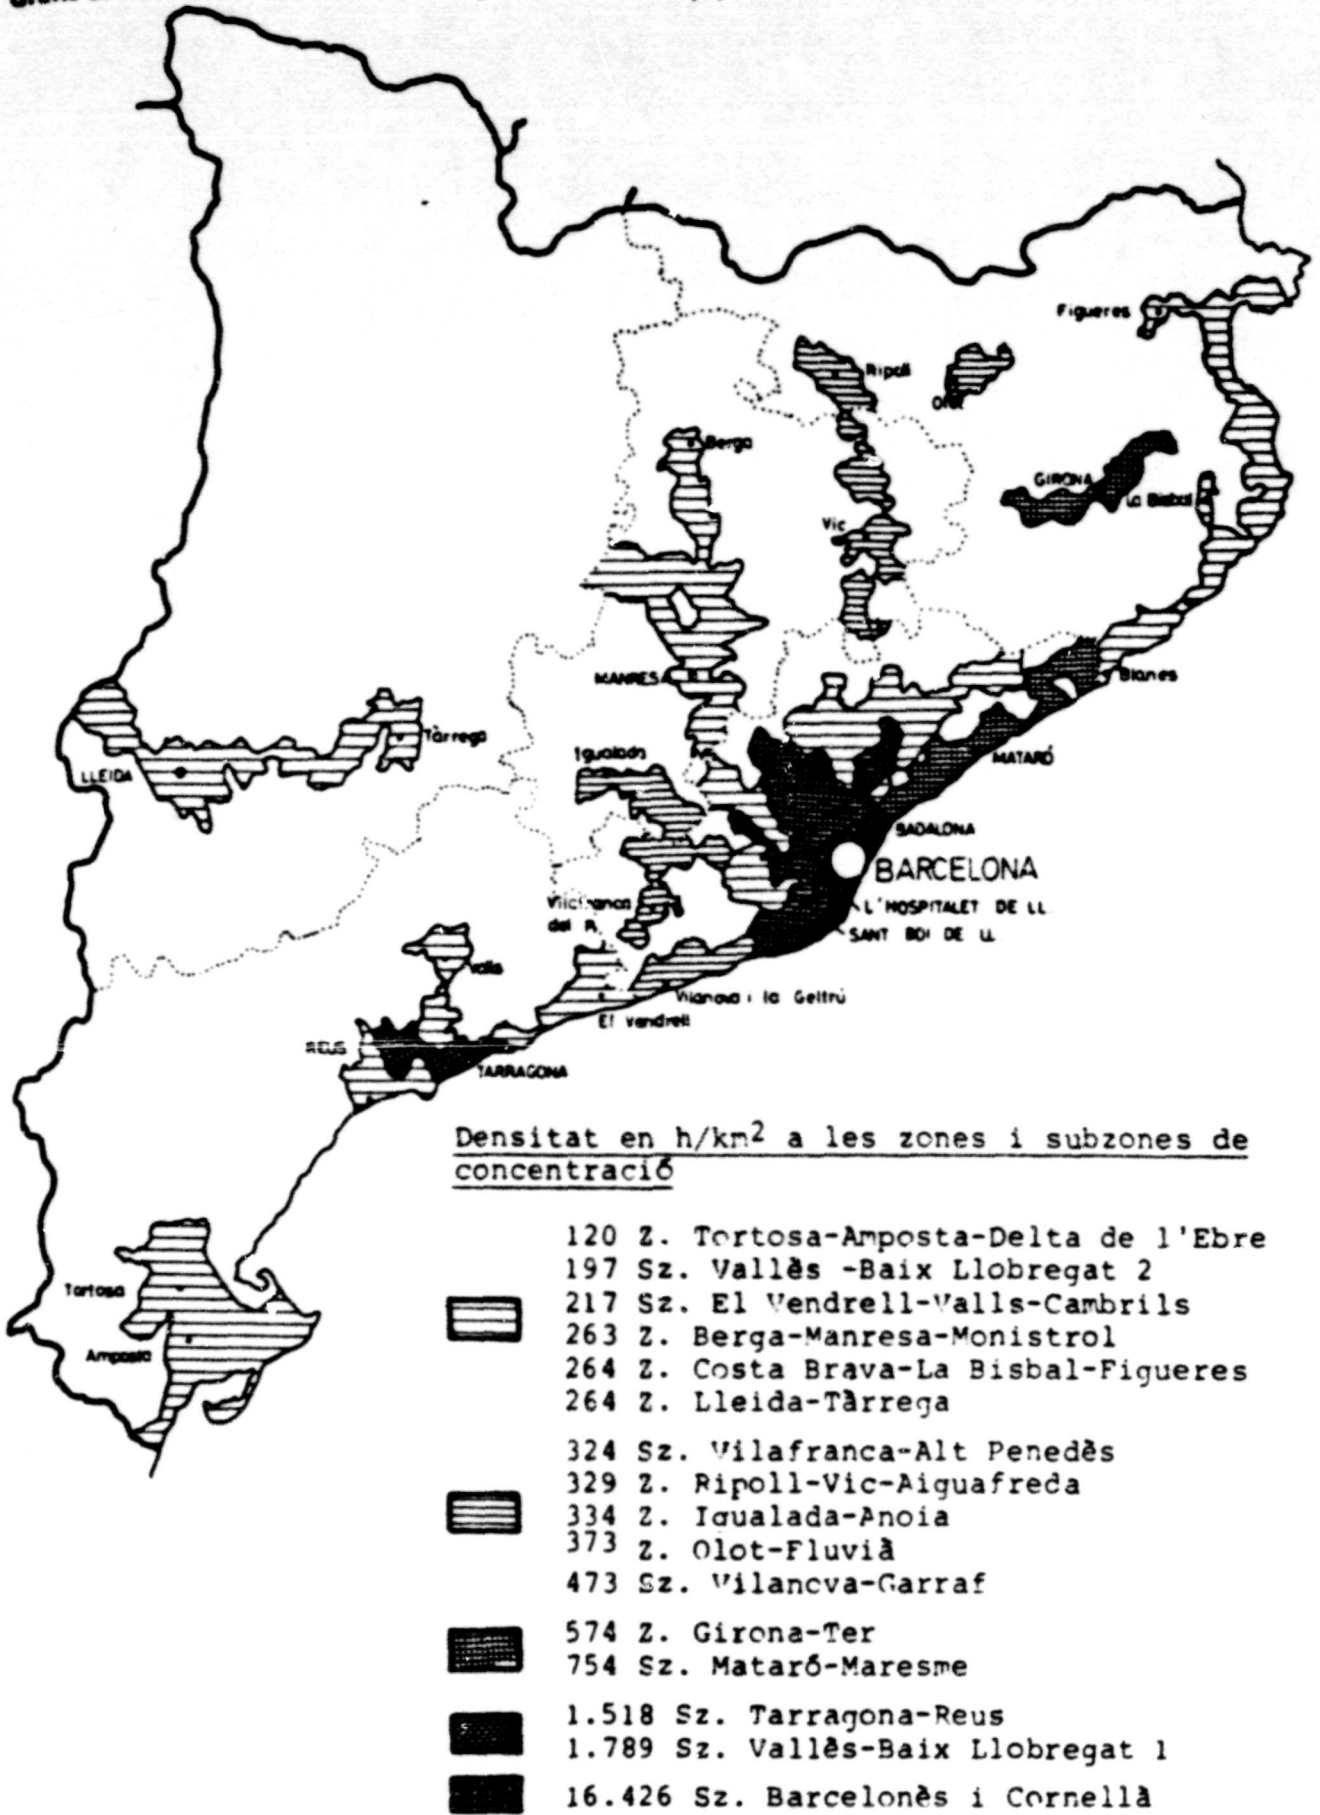 Figueres
Ripoll
Olot
Berga
GIRONA
La Bisbal
Vic
MANRESA
Blanes
Tàrrega
Igualada
MATARÓ
LLEIDA
BADALONA
BARCELONA
Vilafranca
del P.
L'HOSPITALET DE LL.
SANT BOI DE LL.
Valls
Vilanova i la Geltrú
El Vendrell
REUS
TARRAGONA
Densitat en h/km² a les zones i subzones de
concentració
120 Z. Tortosa-Amposta-Delta de l'Ebre
197 Sz. Vallès -Baix Llobregat 2
217 Sz. El Vendrell-Valls-Cambrils
263 Z. Berga-Manresa-Monistrol
264 Z. Costa Brava-La Bisbal-Figueres
264 Z. Lleida-Tàrrega
Tortosa
Amposta
324 Sz. Vilafranca-Alt Penedès
329 Z. Ripoll-Vic-Aiguafreda
334 Z. Igualada-Anoia
373 Z. Olot-Fluvià
473 Sz. Vilanova-Garraf
574 Z. Girona-Ter
754 Sz. Mataró-Maresme
1.518 Sz. Tarragona-Reus
1.789 Sz. Vallès-Baix Llobregat 1
16.426 Sz. Barcelonès i Cornellà